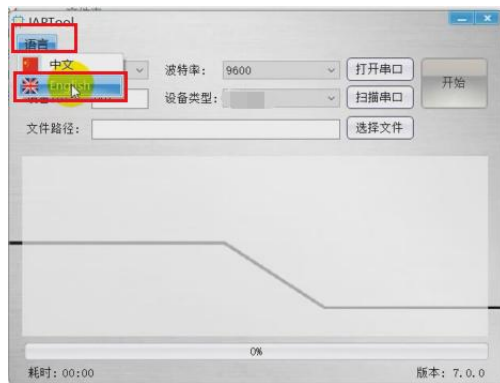 IAPTool
语言
中文
English
波特率: 9600 打开串口
开始
设备类型: 扫描串口
文件路径: 选择文件
0%
耗时: 00:00 版本: 7.0.0